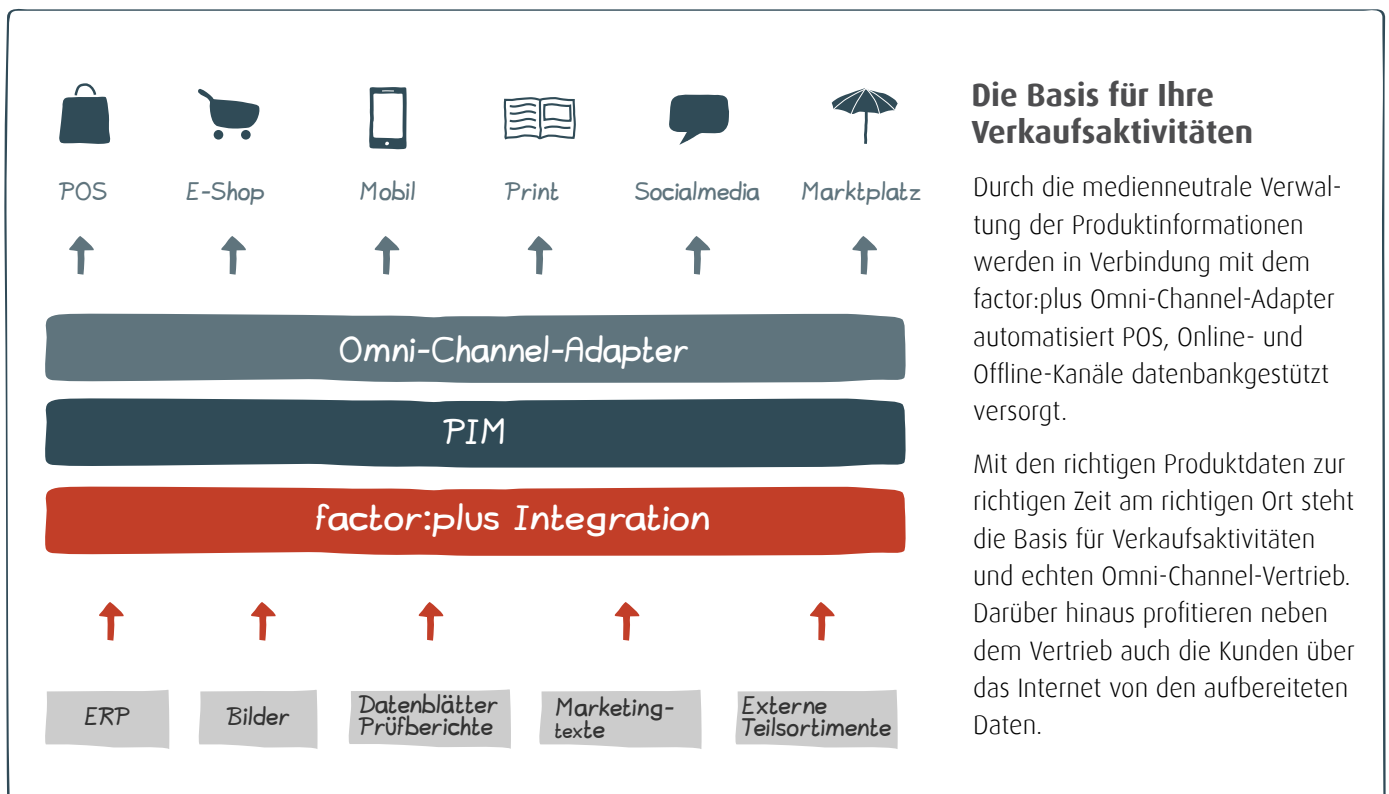 POS E-Shop Mobil Print Socialmedia Marktplatz
Omni-Channel-Adapter
PIM
factor:plus Integration
ERP
Bilder
Datenblätter
Prüfberichte
Marketing-
texte
Externe
Teilsortimente
Die Basis für Ihre
Verkaufsaktivitäten
Durch die medienneutrale Verwal-
tung der Produktinformationen
werden in Verbindung mit dem
factor:plus Omni-Channel-Adapter
automatisiert POS, Online- und
Offline-Kanäle datenbankgestützt
versorgt.
Mit den richtigen Produktdaten zur
richtigen Zeit am richtigen Ort steht
die Basis für Verkaufsaktivitäten
und echten Omni-Channel-Vertrieb.
Darüber hinaus profitieren neben
dem Vertrieb auch die Kunden über
das Internet von den aufbereiteten
Daten.